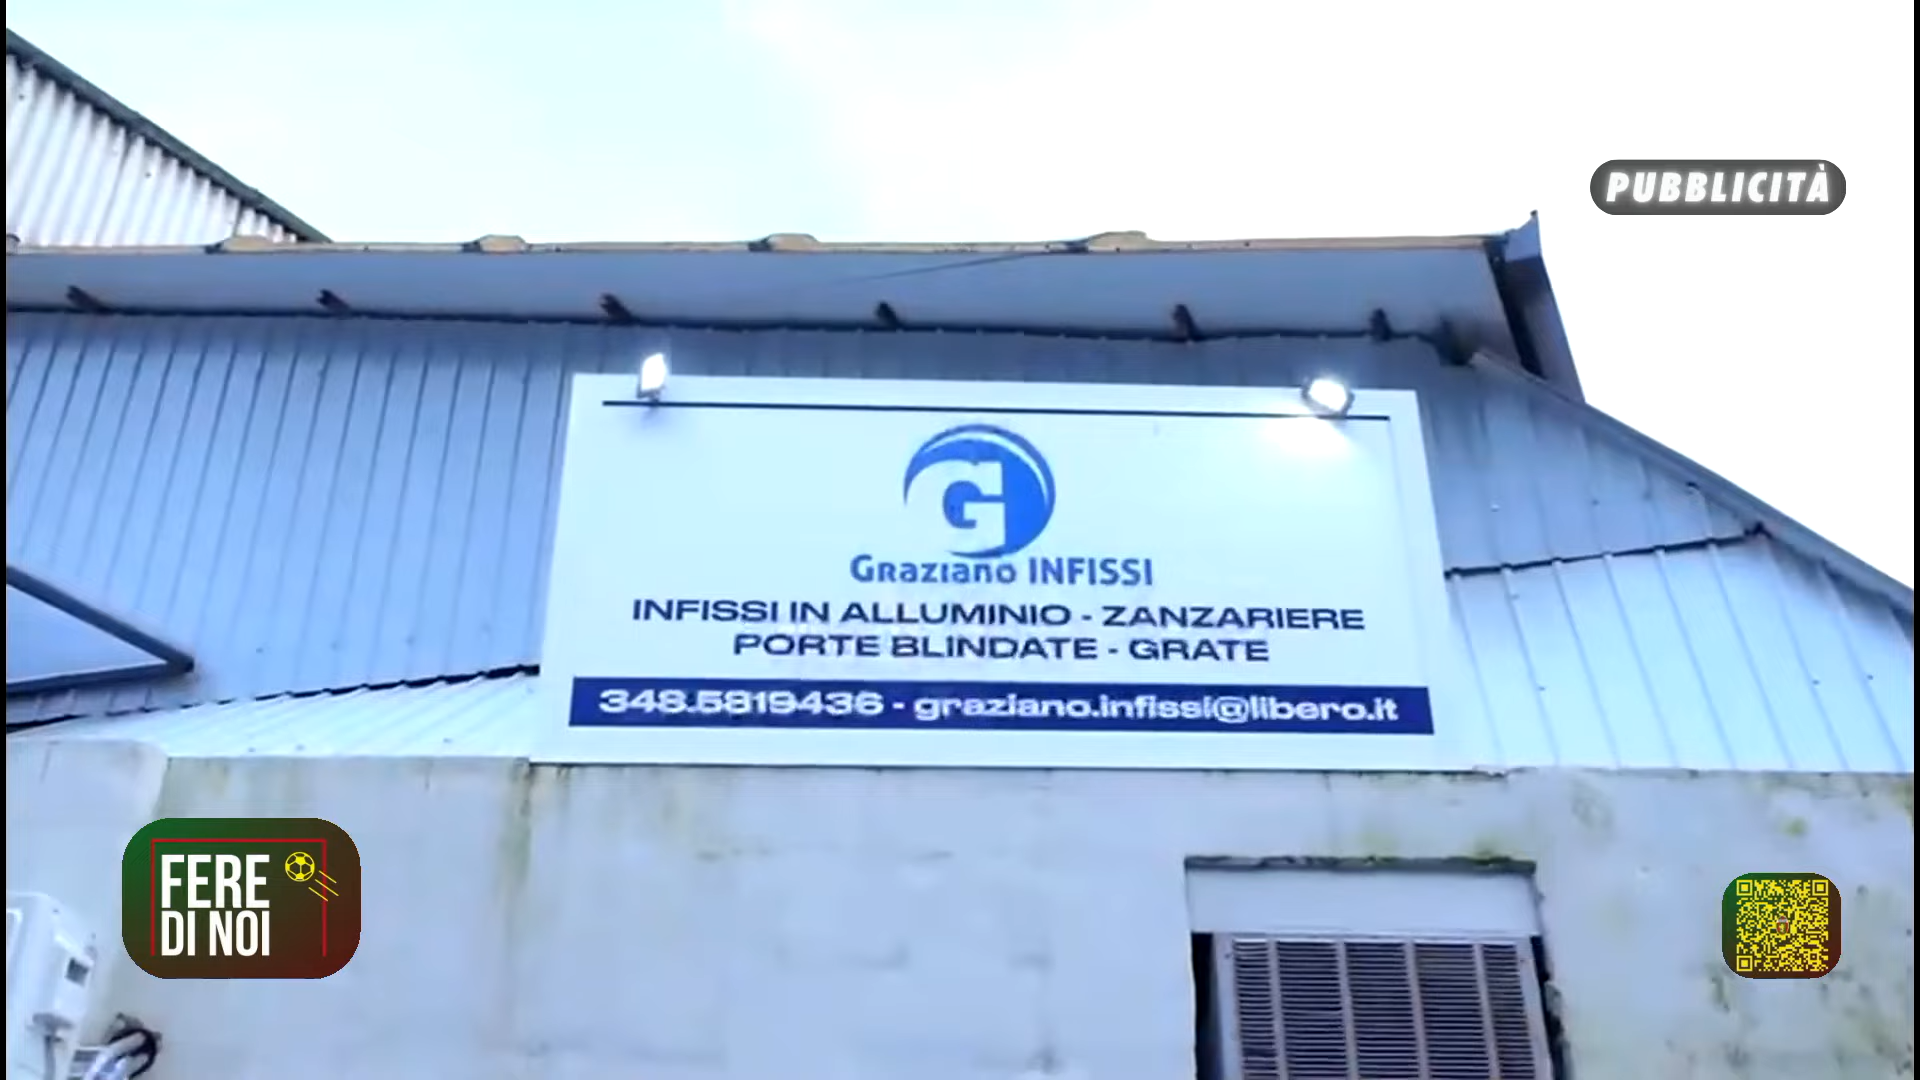 PUBBLICITÀ
G
Graziano INFISSI
INFISSI IN ALLUMINIO - ZANZARIERE
PORTE BLINDATE - GRATE
348.5819436 - graziano.infissi@libero.it
FERE
DI NOI